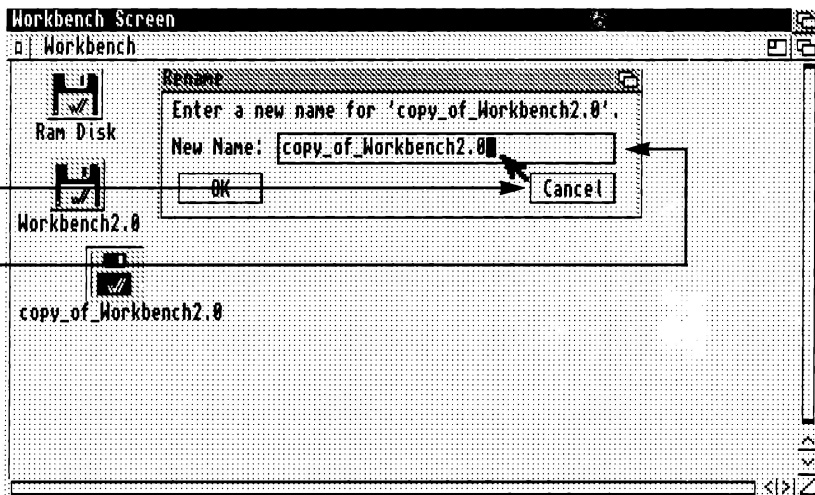 Workbench Screen
Workbench
Rename
Enter a new name for 'copy_of_Workbench2.0'.
New Name: copy_of_Workbench2.0
OK
Cancel
Ram Disk
Workbench2.0
copy_of_Workbench2.0